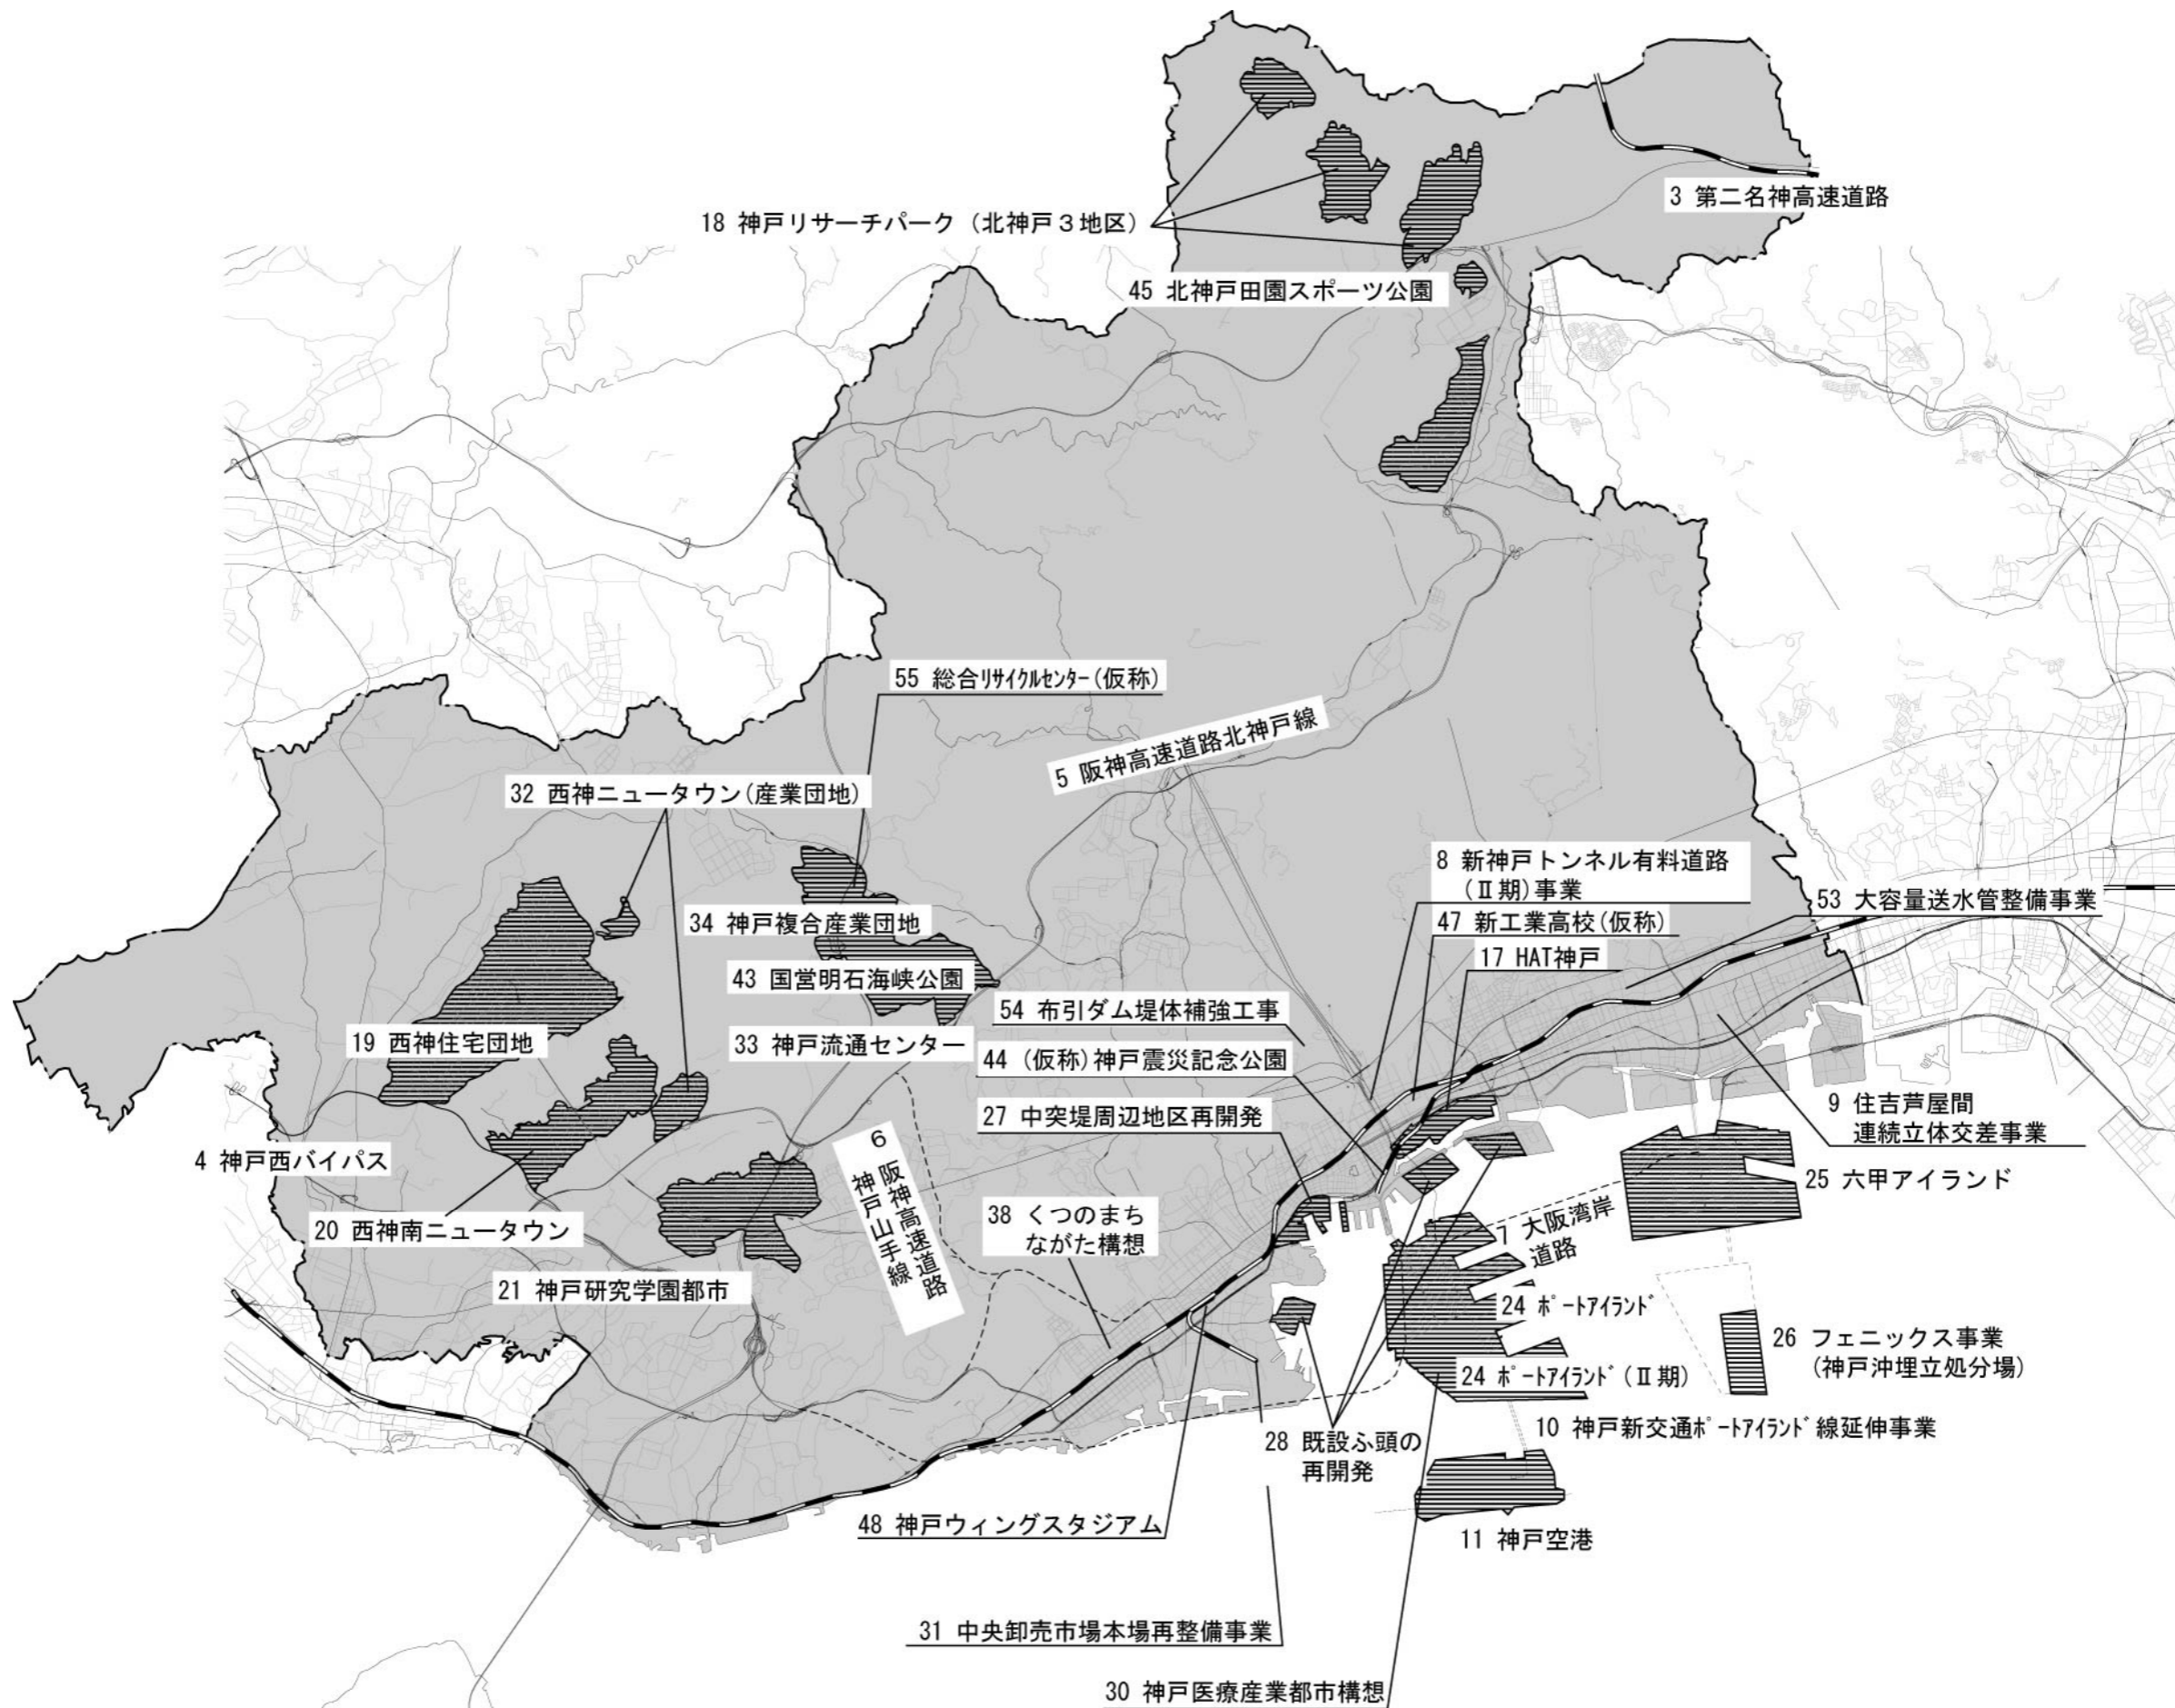 3 第二名神高速道路
18 神戸リサーチパーク（北神戸３地区）
45 北神戸田園スポーツ公園
55 総合ﾘｻｲｸﾙｾﾝﾀｰ(仮称)
5 阪神高速道路北神戸線
32 西神ニュータウン(産業団地)
8 新神戸トンネル有料道路
(Ⅱ期)事業
53 大容量送水管整備事業
34 神戸複合産業団地
47 新工業高校(仮称)
17 HAT神戸
43 国営明石海峡公園
54 布引ダム堤体補強工事
19 西神住宅団地
33 神戸流通センター
44 (仮称)神戸震災記念公園
27 中突堤周辺地区再開発
9 住吉芦屋間
連続立体交差事業
4 神戸西バイパス
6 阪神高速道路
神戸山手線
25 六甲アイランド
20 西神南ニュータウン
38 くつのまち
ながた構想
7 大阪湾岸
道路
21 神戸研究学園都市
24 ﾎﾟｰﾄｱｲﾗﾝﾄﾞ
26 フェニックス事業
(神戸沖埋立処分場)
24 ﾎﾟｰﾄｱｲﾗﾝﾄﾞ(Ⅱ期)
10 神戸新交通ﾎﾟｰﾄｱｲﾗﾝﾄﾞ線延伸事業
28 既設ふ頭の
再開発
48 神戸ウィングスタジアム
11 神戸空港
31 中央卸売市場本場再整備事業
30 神戸医療産業都市構想